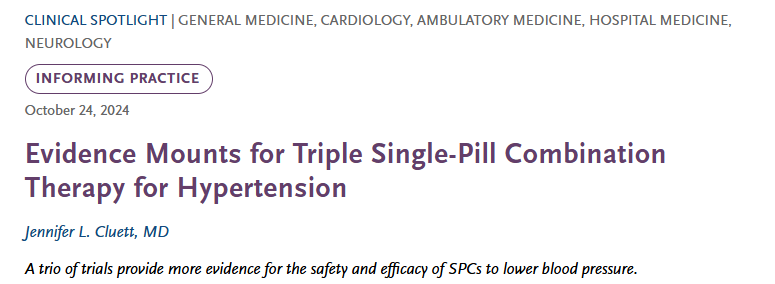 CLINICAL SPOTLIGHT | GENERAL MEDICINE, CARDIOLOGY, AMBULATORY MEDICINE, HOSPITAL MEDICINE,
NEUROLOGY
INFORMING PRACTICE
October 24, 2024
Evidence Mounts for Triple Single-Pill Combination
Therapy for Hypertension
Jennifer L. Cluett, MD
A trio of trials provide more evidence for the safety and efficacy of SPCs to lower blood pressure.